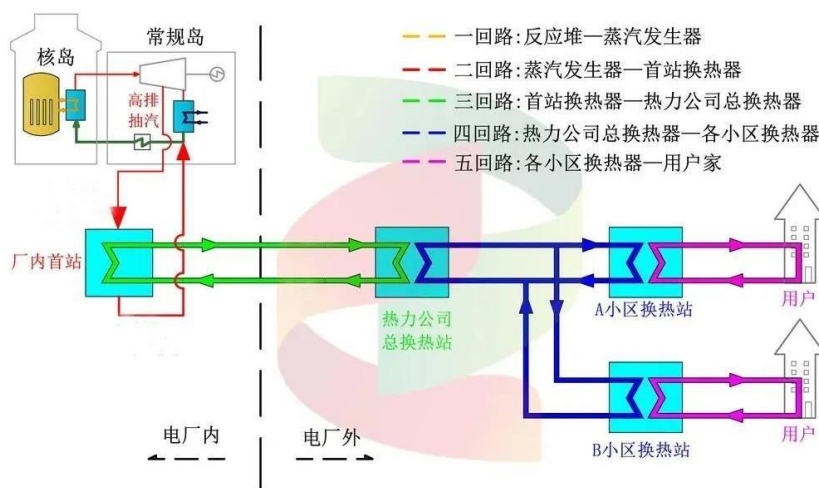 核岛
常规岛
高排
抽汽
一回路:反应堆—蒸汽发生器
二回路:蒸汽发生器—首站换热器
三回路:首站换热器—热力公司总换热器
四回路:热力公司总换热器—各小区换热器
五回路:各小区换热器—用户家
厂内首站
热力公司
总换热站
A小区换热站
用户
B小区换热站
用户
电厂内
电厂外